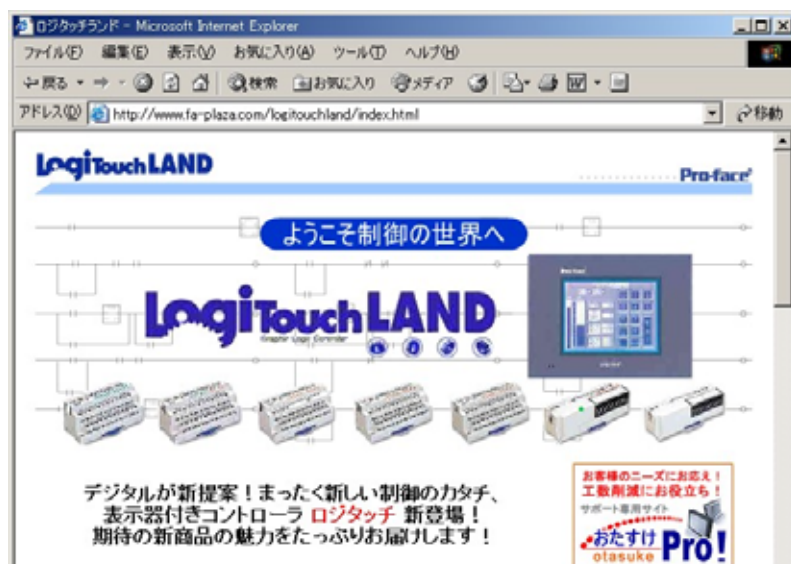 ロジタッチランド - Microsoft Internet Explorer
ファイル(F) 編集(E) 表示(V) お気に入り(A) ツール(T) ヘルプ(H)
戻る 検索 お気に入り メディア
アドレス(D) http://www.fa-plaza.com/logitouchland/index.html 移動
LogiTouch LAND
Pro-face
ようこそ制御の世界へ
LogiTouch LAND
Graphic Logic Controller
デジタルが新提案！まったく新しい制御のカタチ、
表示器付きコントローラ ロジタッチ 新登場！
期待の新商品の魅力をたっぷりお届けします！
お客様のニーズにお応え！
工数削減にお役立ち！
サポート専用サイト
おたすけ Pro!
otasuke